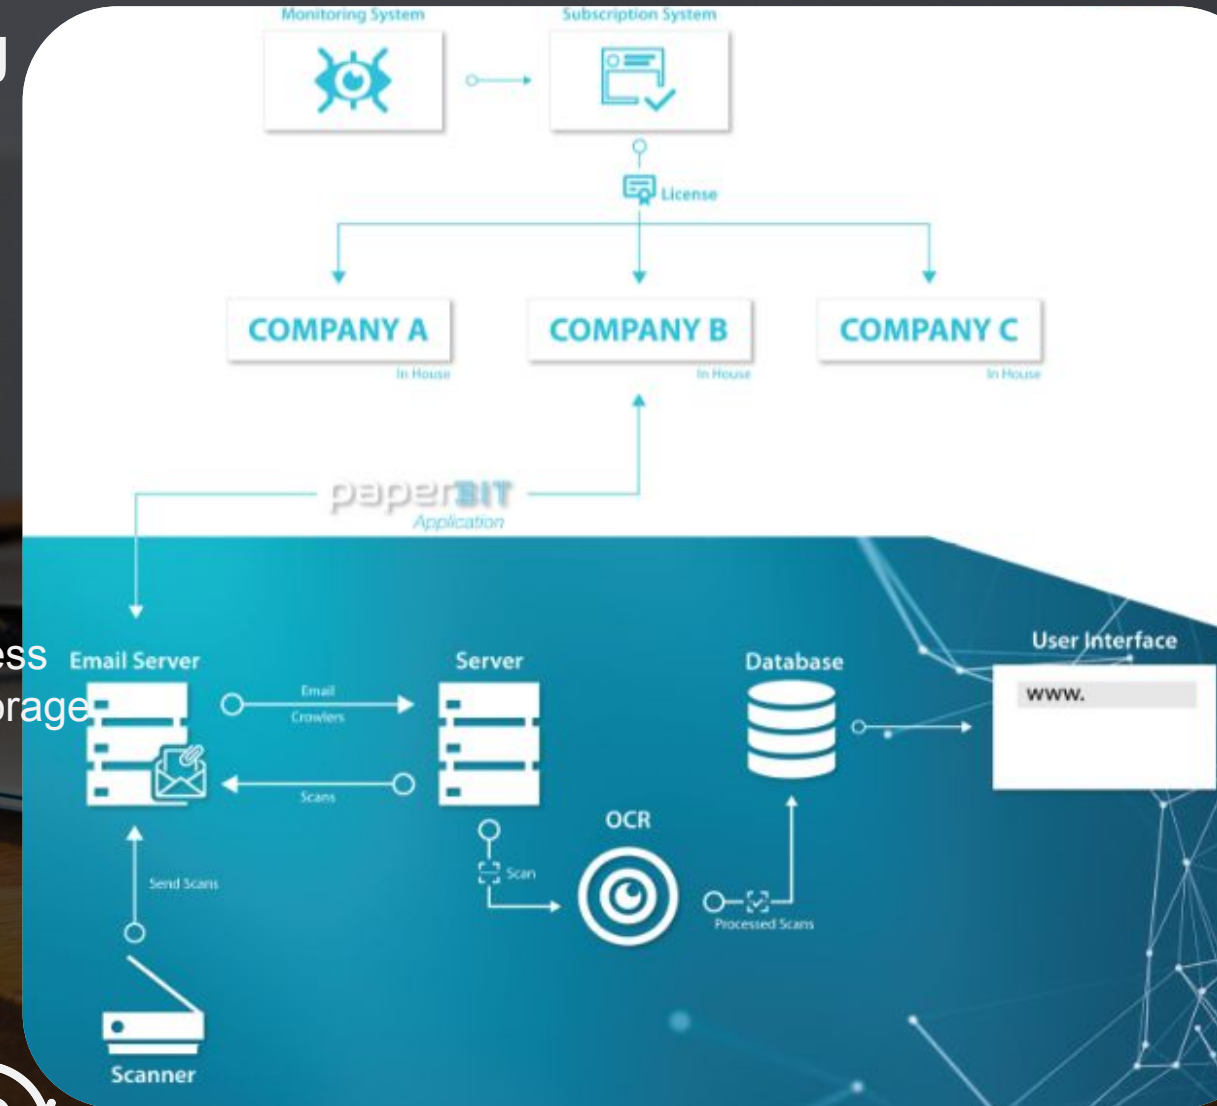 Monitoring System
Subscription System
License
COMPANY A
COMPANY B
COMPANY C
In House
In House
In House
paperBIT
Application
User Interface
Email Server
Server
Database
www.
Email
Crowlers
Scans
OCR
Scan
Send Scans
Processed Scans
Scanner
ess
orage